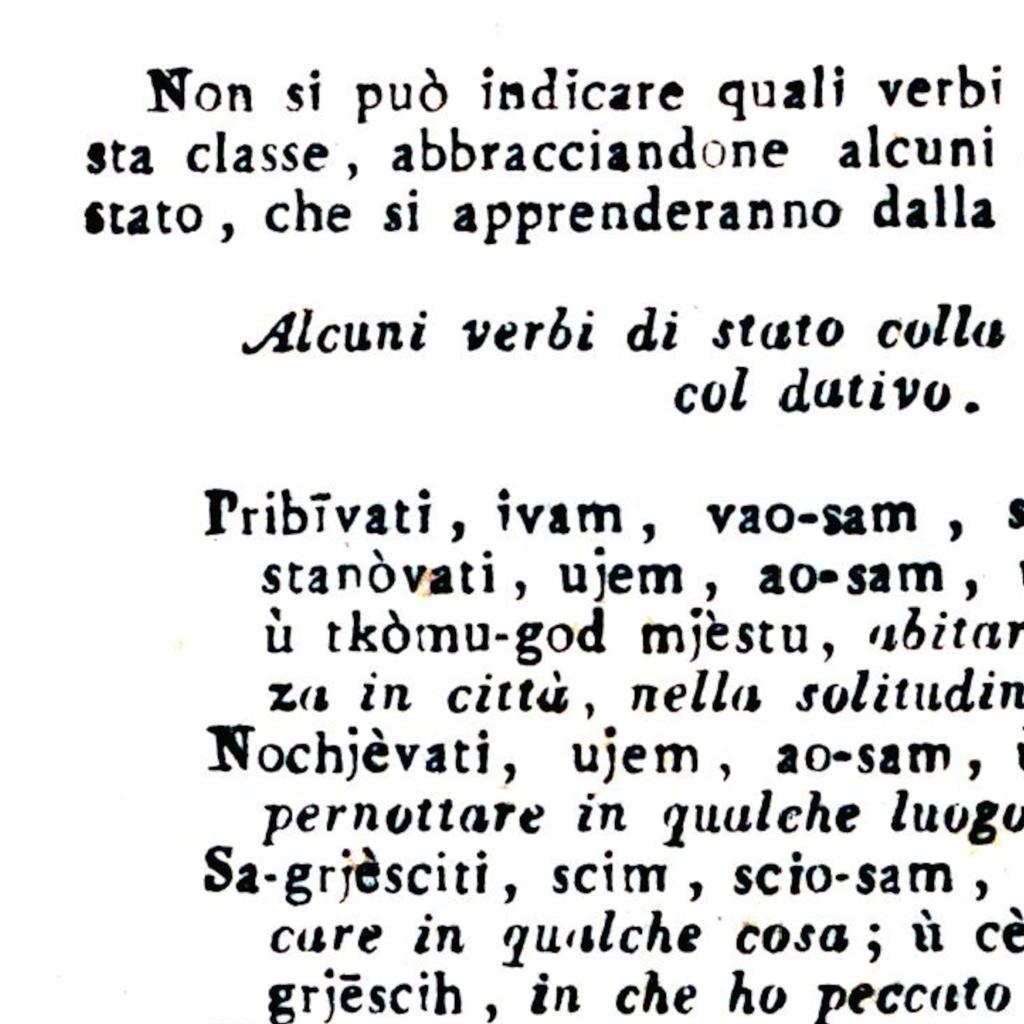 Non si può indicare quali verbi
sta classe, abbracciandone alcuni
stato, che si apprenderanno dalla
Alcuni verbi di stato colla
col dativo.
Pribīvati, ivam, vao-sam,
stanòvati, ujem, ao-sam,
ù tkòmu-god mjèstu, abitar
za in città, nella solitudin
Nochjèvati, ujem, ao-sam,
pernottare in qualche luogo
Sa-grjèsciti, scim, scio-sam,
care in qualche cosa; ù cè
grjēscih, in che ho peccato